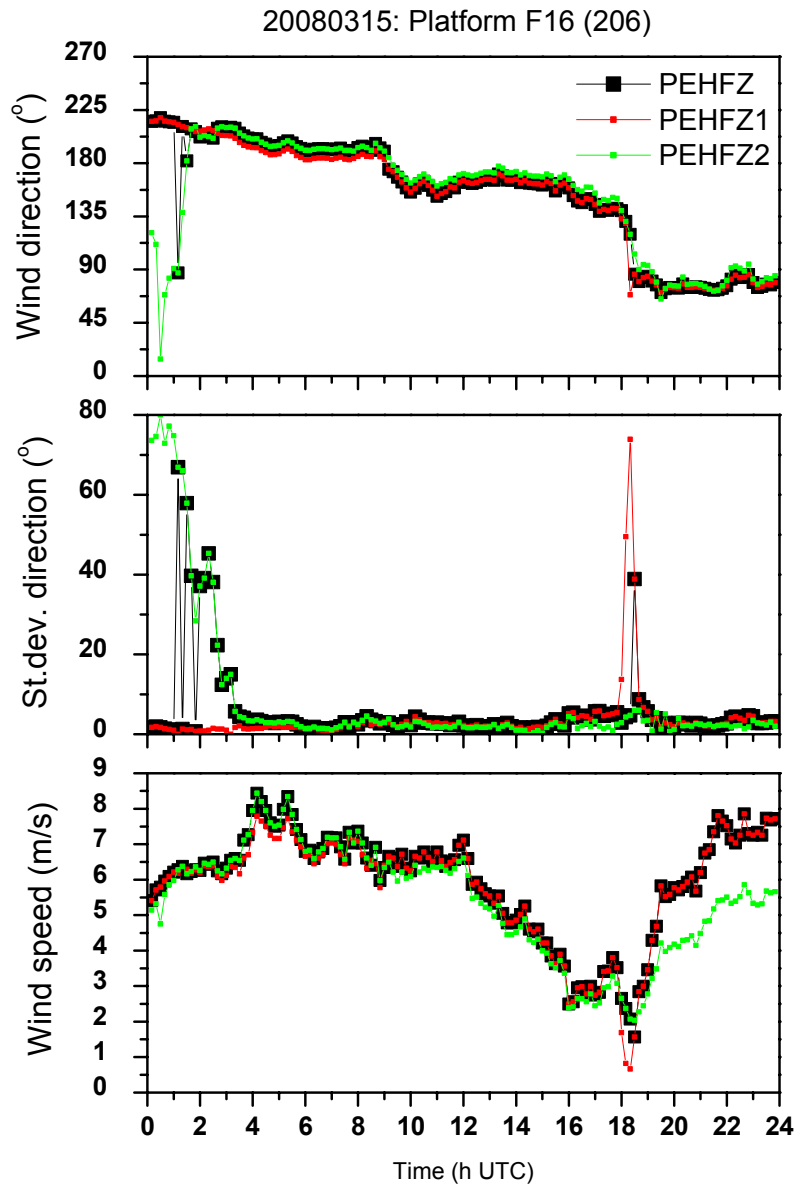 20080315: Platform F16 (206)
Wind direction (°)
270
225
180
135
90
45
0
PEHFZ
PEHFZ1
PEHFZ2
St.dev. direction (°)
80
60
40
20
0
Wind speed (m/s)
9
8
7
6
5
4
3
2
1
0
0 2 4 6 8 10 12 14 16 18 20 22 24
Time (h UTC)